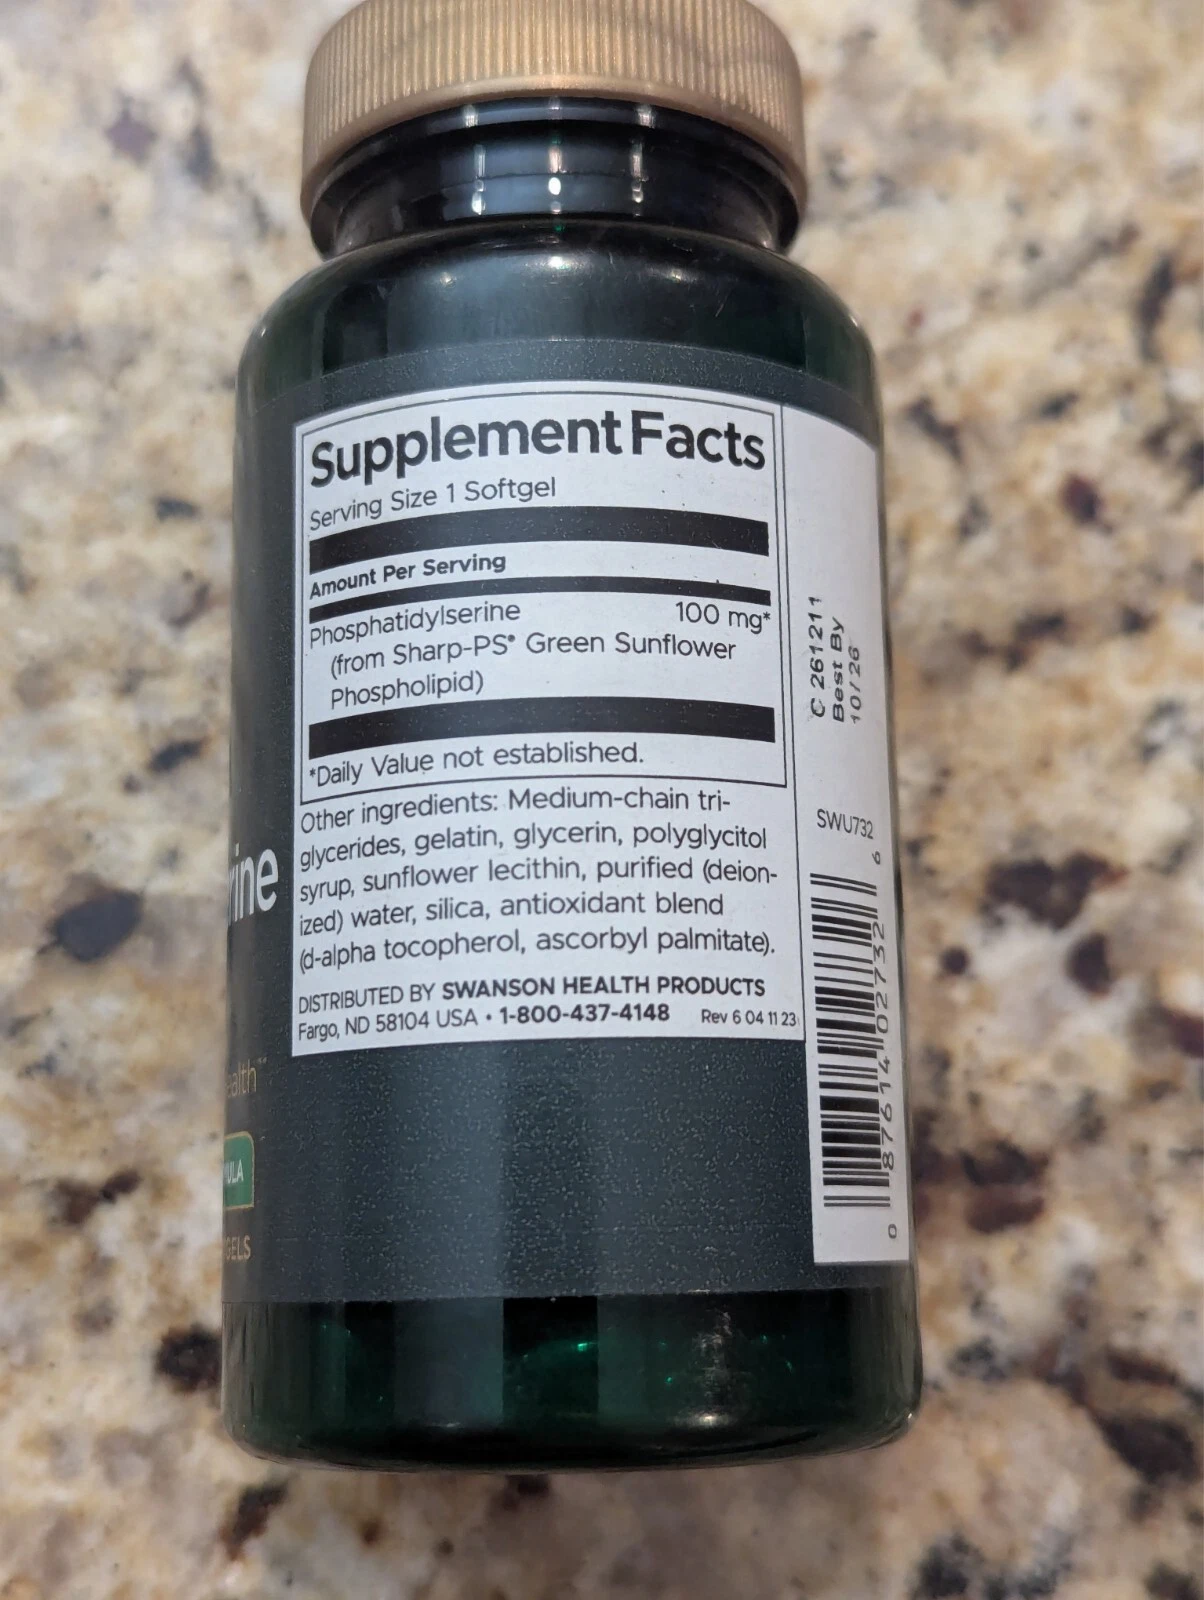 Supplement Facts
Serving Size 1 Softgel
Amount Per Serving
Phosphatidylserine 100 mg*
(from Sharp-PS® Green Sunflower
Phospholipid)
*Daily Value not established.
Other ingredients: Medium-chain tri-
glycerides, gelatin, glycerin, polyglycitol
syrup, sunflower lecithin, purified (deion-
ized) water, silica, antioxidant blend
(d-alpha tocopherol, ascorbyl palmitate).
DISTRIBUTED BY SWANSON HEALTH PRODUCTS
Fargo, ND 58104 USA • 1-800-437-4148 Rev 6 04 11 23
C 261211
Best By
10/26
SWU732
0 87614 02732 6
rine
ealth
ULA
GELS